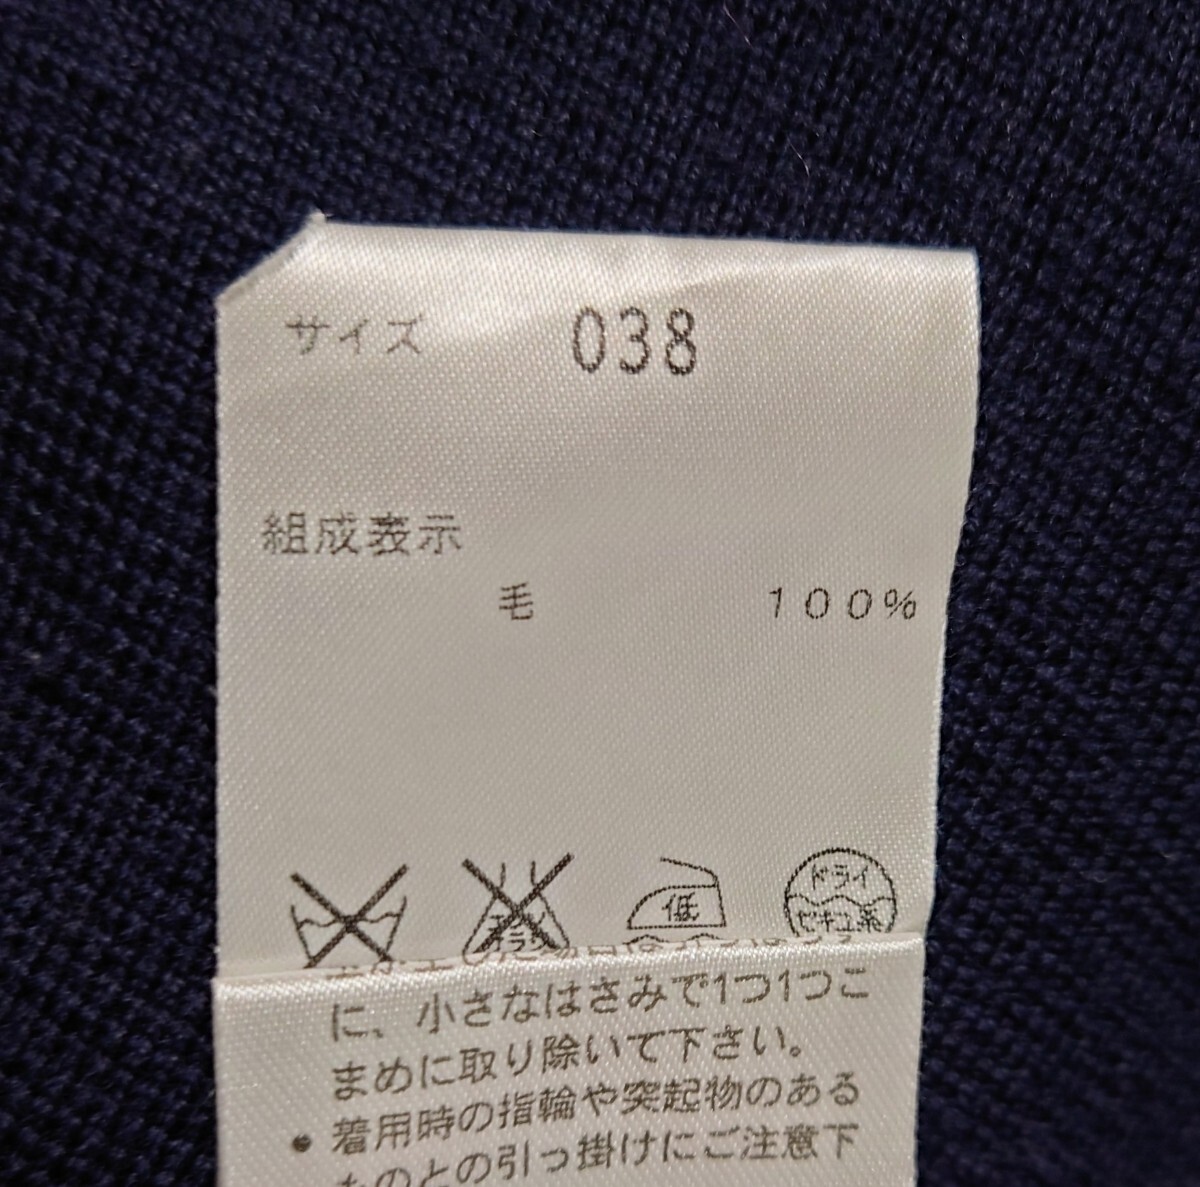 サイズ 038
組成表示
毛 100%
低
ドライ
セキユ系
に、小さなはさみで1つ1つこ
まめに取り除いて下さい。
• 着用時の指輪や突起物のある
ものとの引っ掛けにご注意下